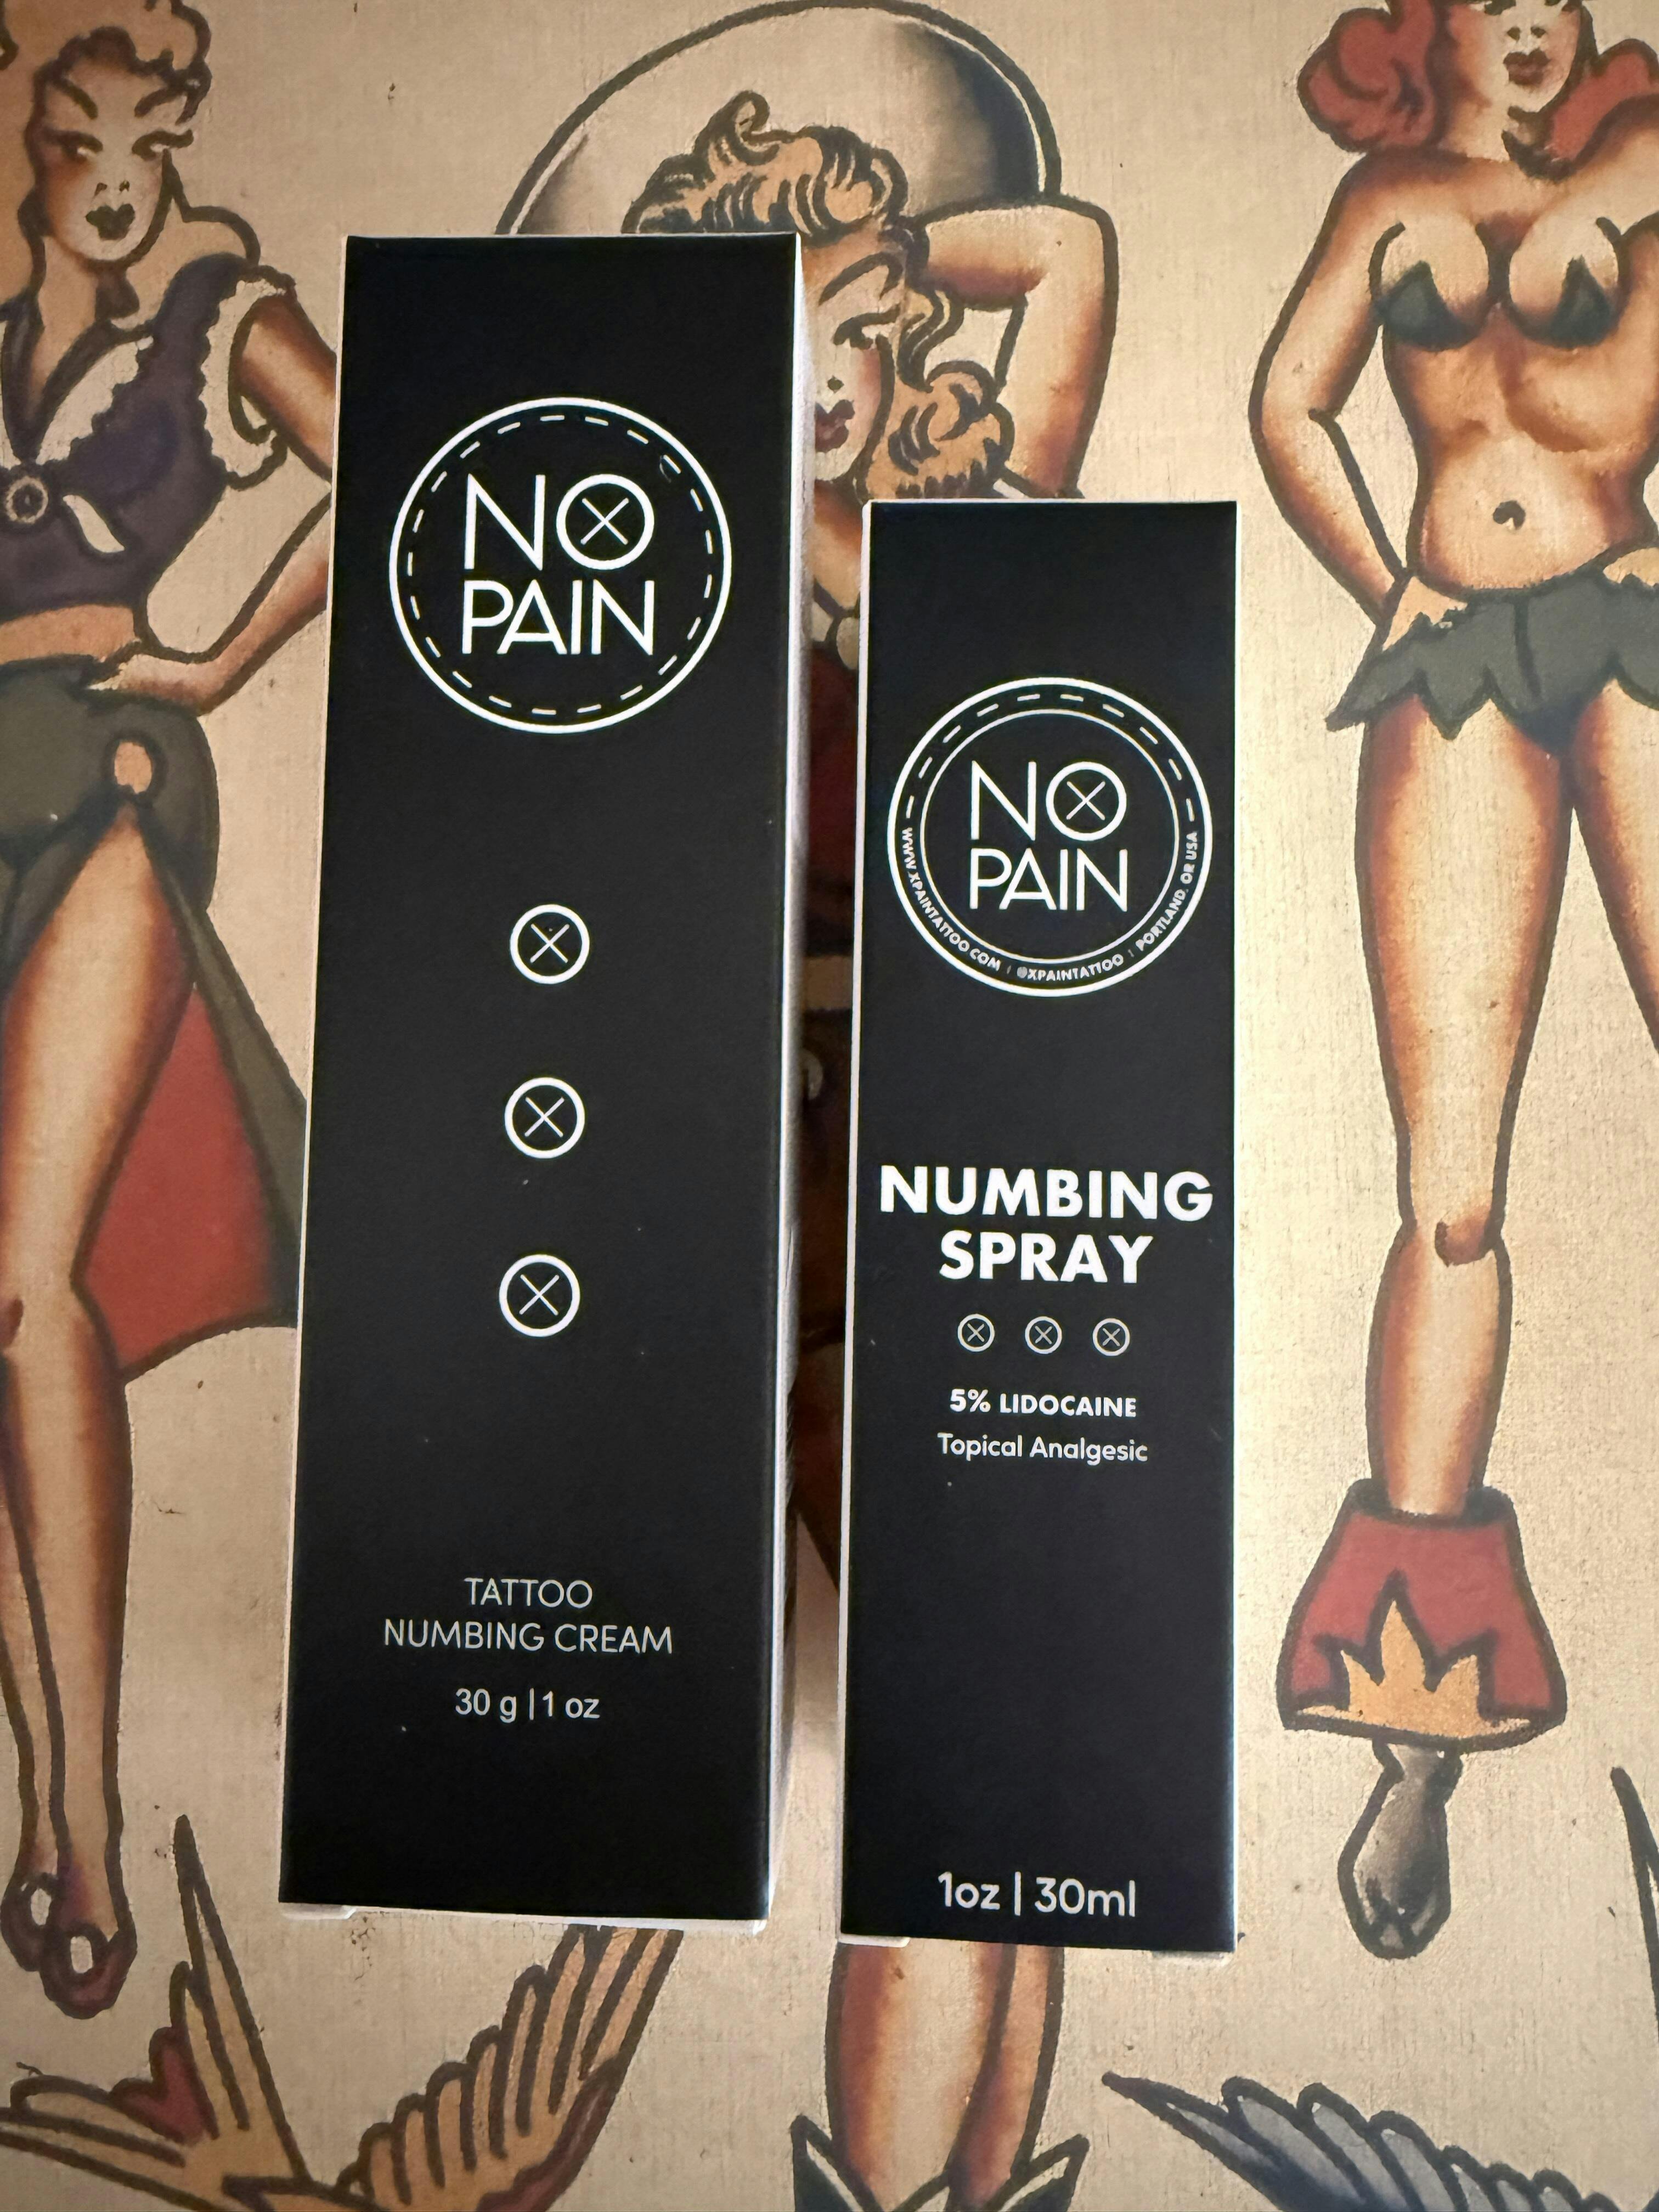 NO
PAIN
TATTOO
NUMBING CREAM
30 g | 1 oz
NO
PAIN
WWW.XPAINTATTOO.COM | @XPAINTATTOO | PORTLAND, OR USA
NUMBING
SPRAY
5% LIDOCAINE
Topical Analgesic
1oz | 30ml